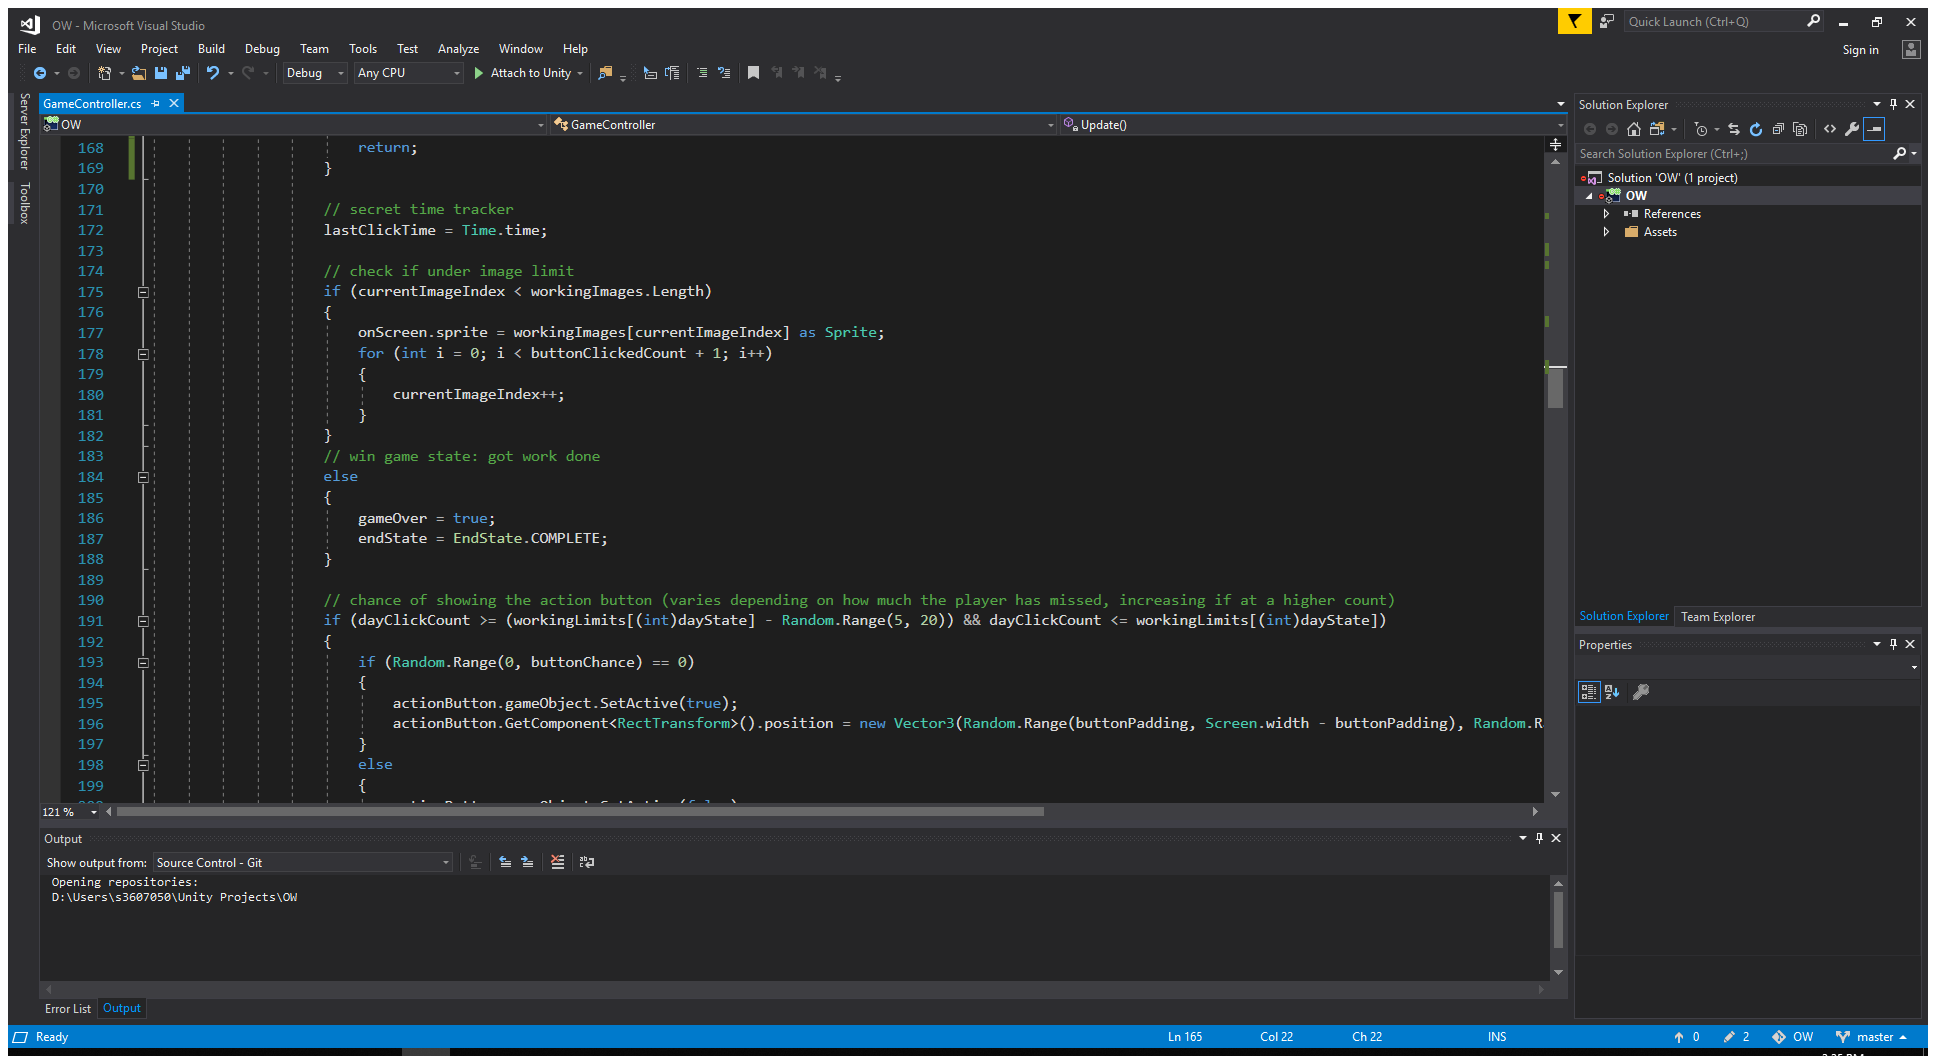 OW - Microsoft Visual Studio
Quick Launch (Ctrl+Q)
File Edit View Project Build Debug Team Tools Test Analyze Window Help
Sign in
Debug Any CPU Attach to Unity
Server Explorer
Toolbox
GameController.cs
OW GameController Update()
168 return;
169 }
170
171 // secret time tracker
172 lastClickTime = Time.time;
173
174 // check if under image limit
175 if (currentImageIndex < workingImages.Length)
176 {
177 onScreen.sprite = workingImages[currentImageIndex] as Sprite;
178 for (int i = 0; i < buttonClickedCount + 1; i++)
179 {
180 currentImageIndex++;
181 }
182 }
183 // win game state: got work done
184 else
185 {
186 gameOver = true;
187 endState = EndState.COMPLETE;
188 }
189
190 // chance of showing the action button (varies depending on how much the player has missed, increasing if at a higher count)
191 if (dayClickCount >= (workingLimits[(int)dayState] - Random.Range(5, 20)) && dayClickCount <= workingLimits[(int)dayState])
192 {
193 if (Random.Range(0, buttonChance) == 0)
194 {
195 actionButton.gameObject.SetActive(true);
196 actionButton.GetComponent<RectTransform>().position = new Vector3(Random.Range(buttonPadding, Screen.width - buttonPadding), Random.R
197 }
198 else
199 {
121 %
Output
Show output from: Source Control - Git
Opening repositories:
D:\Users\s3607050\Unity Projects\OW
Error List Output
Solution Explorer
Search Solution Explorer (Ctrl+;)
Solution 'OW' (1 project)
OW
References
Assets
Solution Explorer Team Explorer
Properties
Ready Ln 165 Col 22 Ch 22 INS 0 2 OW master